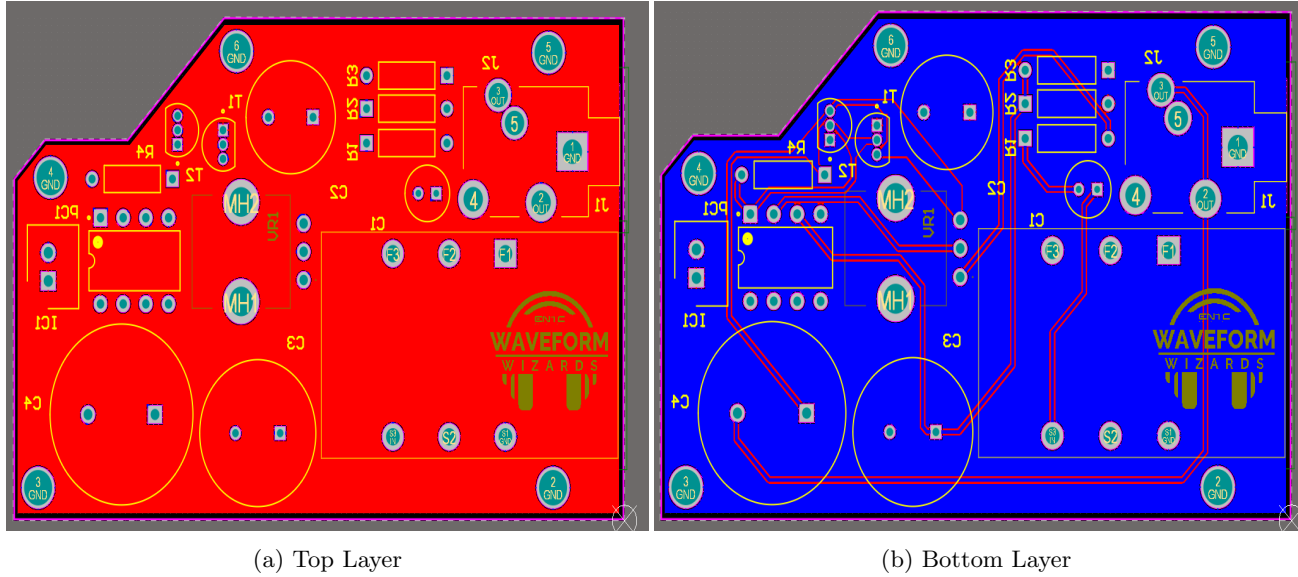 6
GND
5
GND
J2
R3
3
OUT
T1
R2
5
1
GND
R4
R1
T2
4
GND
MH2
C2
4
2
OUT
J1
PC1
VR1
C1
F3
F2
F1
MH1
IC1
EN1C
WAVEFORM
WIZARDS
C3
C4
S2
S1
GND
3
GND
2
GND
6
GND
5
GND
J2
R3
3
OUT
T1
R2
5
1
GND
R4
R1
T2
4
GND
MH2
C2
4
2
OUT
J1
PC1
VR1
C1
F3
F2
F1
MH1
IC1
EN1C
WAVEFORM
WIZARDS
C3
C4
S2
S1
GND
3
GND
2
GND
(a) Top Layer
(b) Bottom Layer